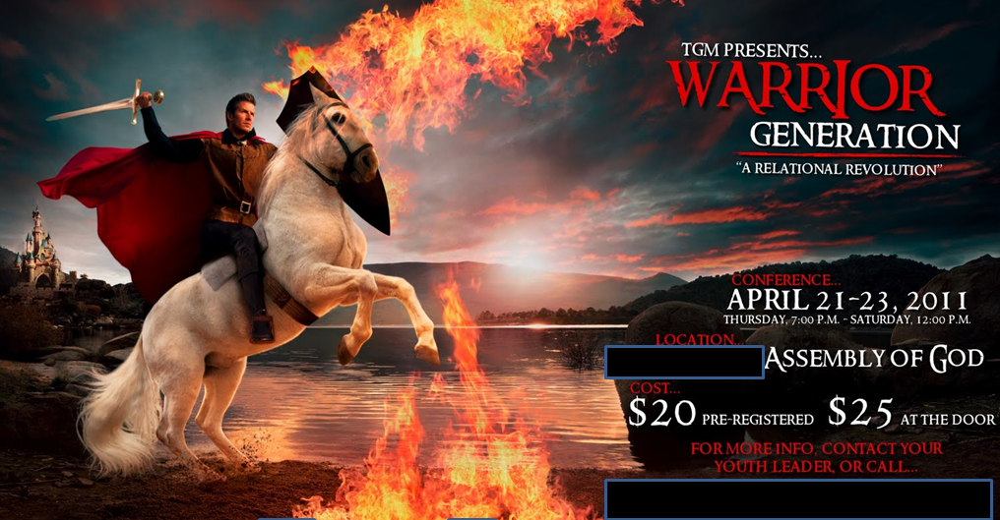 TGM PRESENTS...
WARRIOR
GENERATION
"A RELATIONAL REVOLUTION"
CONFERENCE...
APRIL 21-23, 2011
THURSDAY, 7:00 P.M. - SATURDAY, 12:00 P.M.
LOCATION...
ASSEMBLY OF GOD
COST...
$20 PRE-REGISTERED $25 AT THE DOOR
FOR MORE INFO, CONTACT YOUR
YOUTH LEADER, OR CALL...